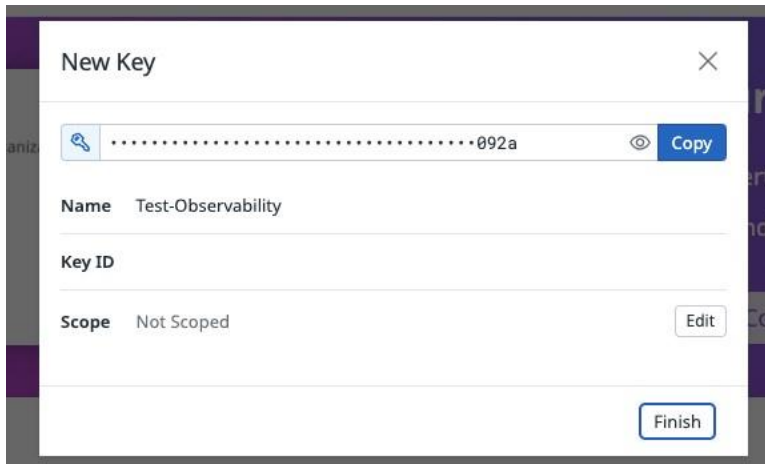 New Key
••••••••••••••••••••••••••••••••••••092a
Copy
Name Test-Observability
Key ID
Scope Not Scoped
Edit
Finish